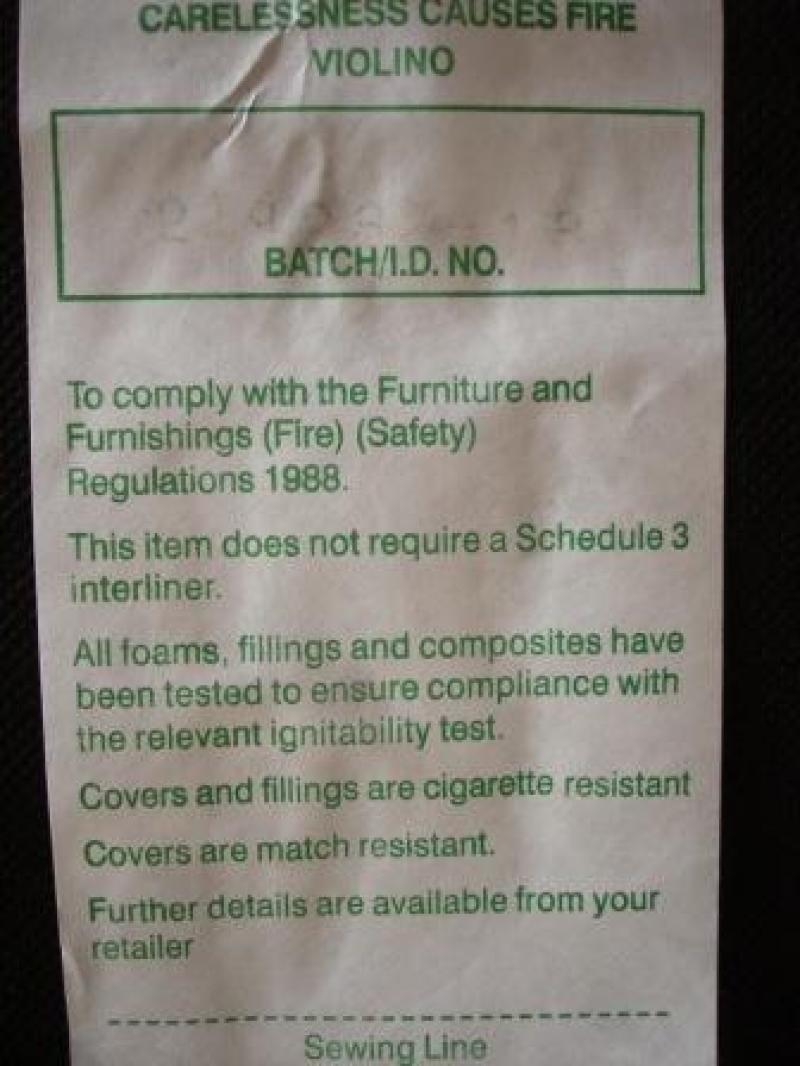 CARELESSNESS CAUSES FIRE
VIOLINO
BATCH/I.D. NO.
To comply with the Furniture and
Furnishings (Fire) (Safety)
Regulations 1988.
This item does not require a Schedule 3
interliner.
All foams, fillings and composites have
been tested to ensure compliance with
the relevant ignitability test.
Covers and fillings are cigarette resistant
Covers are match resistant.
Further details are available from your
retailer
Sewing Line